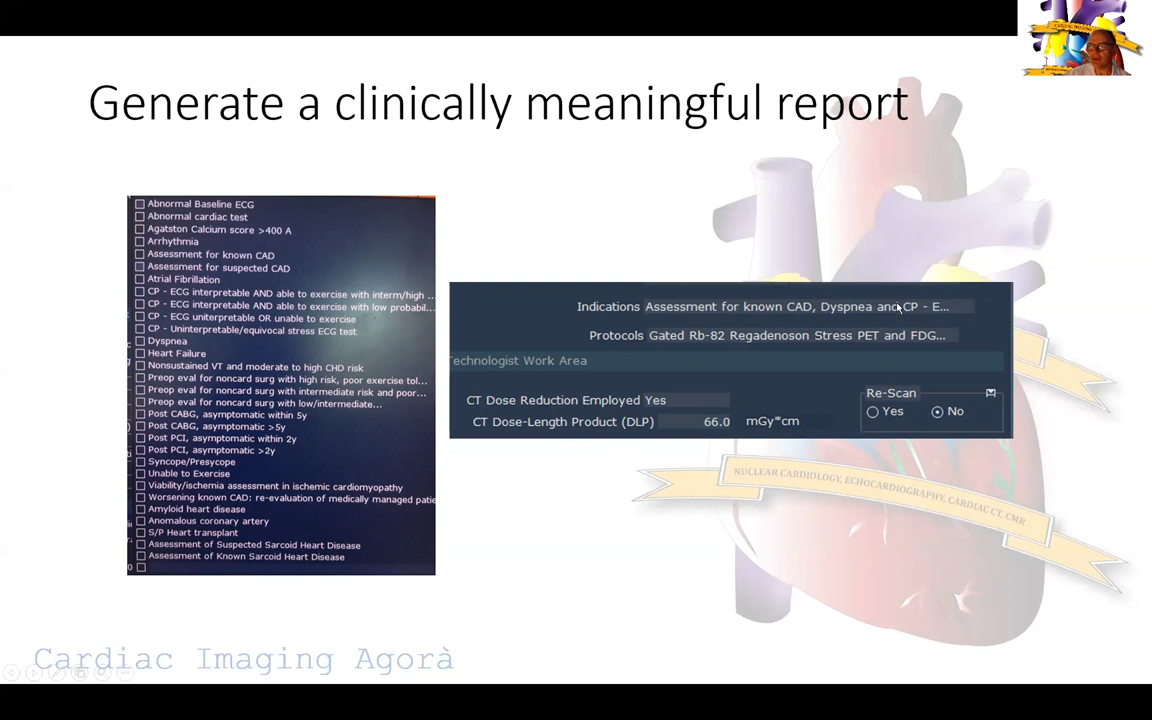 Generate a clinically meaningful report
Abnormal Baseline ECG
Abnormal cardiac test
Agatston Calcium score >400 A
Arrhythmia
Assessment for known CAD
Assessment for suspected CAD
Atrial Fibrillation
CP - ECG interpretable AND able to exercise with interm/high ...
CP - ECG interpretable AND able to exercise with low probabil...
CP - ECG uniterpretable OR unable to exercise
CP - Uninterpretable/equivocal stress ECG test
Dyspnea
Heart Failure
Nonsustained VT and moderate to high CHD risk
Preop eval for noncard surg with high risk, poor exercise tol...
Preop eval for noncard surg with intermediate risk and poor...
Preop eval for noncard surg with low/intermediate...
Post CABG, asymptomatic within 5y
Post CABG, asymptomatic >5y
Post PCI, asymptomatic within 2y
Post PCI, asymptomatic >2y
Syncope/Presycope
Unable to Exercise
Viability/ischemia assessment in ischemic cardiomyopathy
Worsening known CAD: re-evaluation of medically managed patie
Amyloid heart disease
Anomalous coronary artery
S/P Heart transplant
Assessment of Suspected Sarcoid Heart Disease
Assessment of Known Sarcoid Heart Disease
Indications Assessment for known CAD, Dyspnea and CP - E...
Protocols Gated Rb-82 Regadenoson Stress PET and FDG...
Technologist Work Area
CT Dose Reduction Employed Yes
CT Dose-Length Product (DLP) 66.0 mGy*cm
Re-Scan
Yes No
NUCLEAR CARDIOLOGY, ECHOCARDIOGRAPHY, CARDIAC CT, CMR
Cardiac Imaging Agorà